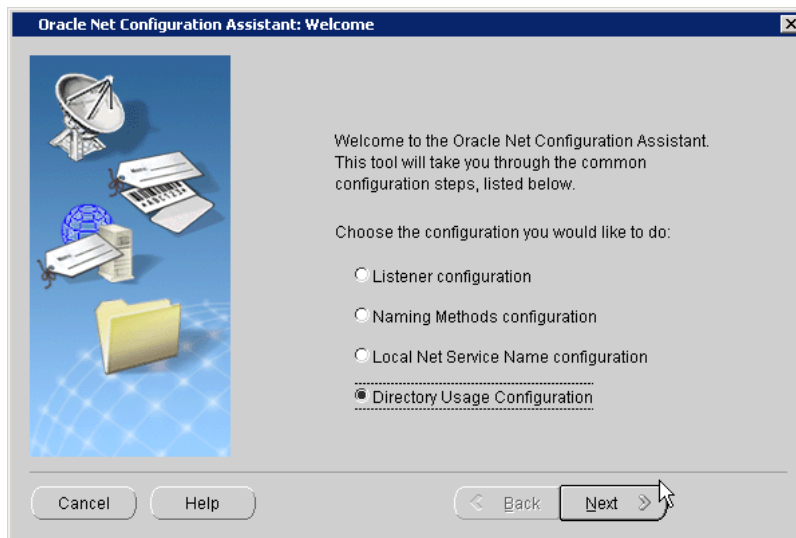 Oracle Net Configuration Assistant: Welcome
Welcome to the Oracle Net Configuration Assistant.
This tool will take you through the common
configuration steps, listed below.
Choose the configuration you would like to do:
Listener configuration
Naming Methods configuration
Local Net Service Name configuration
Directory Usage Configuration
Cancel
Help
Back
Next